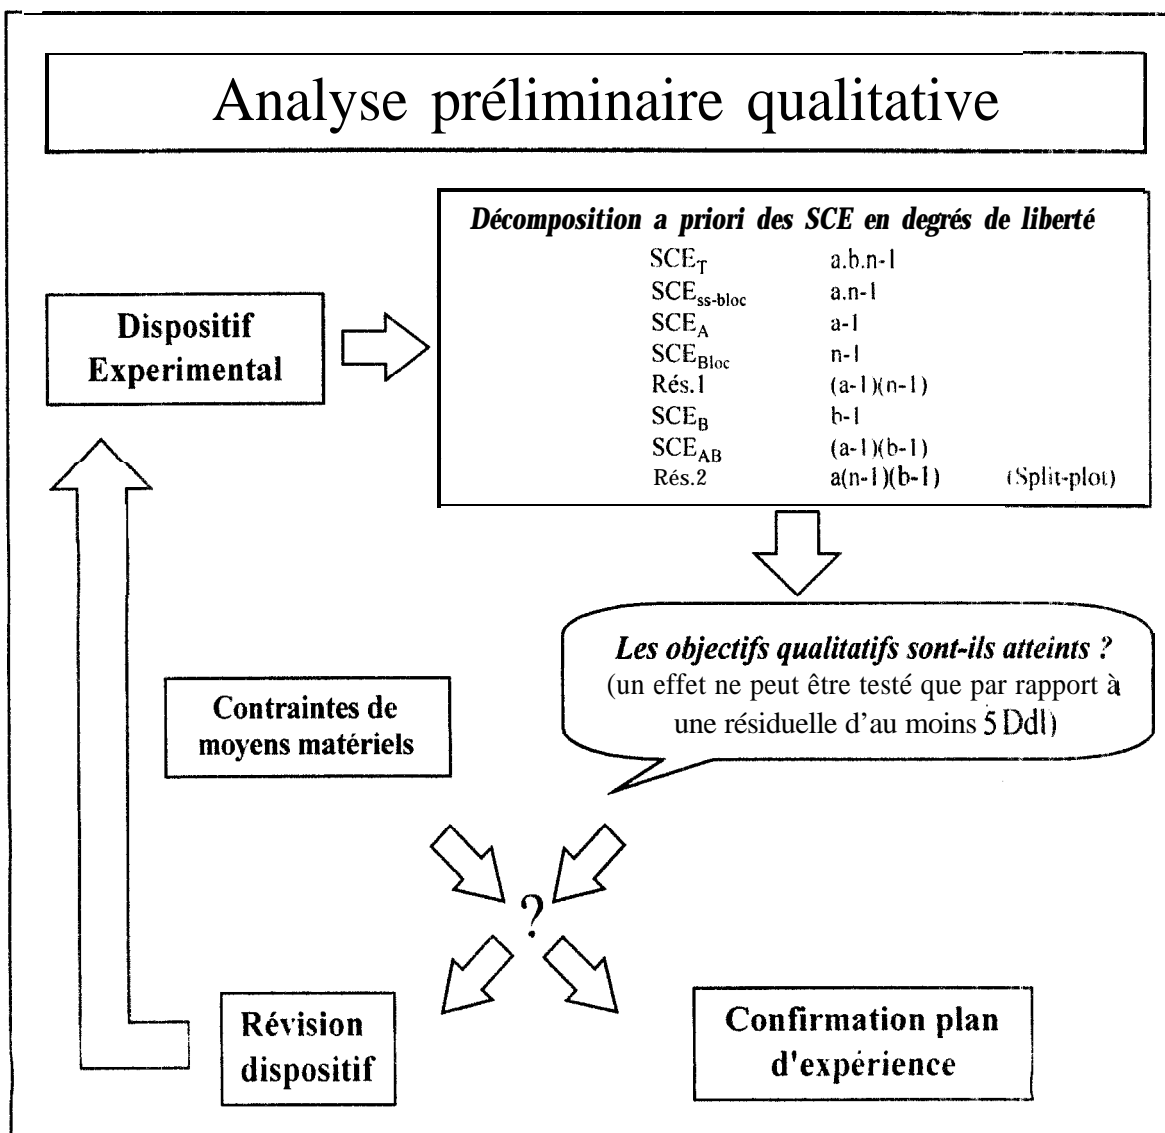 Analyse préliminaire qualitative
Décomposition a priori des SCE en degrés de liberté
SCE_T a.b.n-1
SCE_ss-bloc a.n-1
SCE_A a-1
SCE_Bloc n-1
Rés.1 (a-1)(n-1)
SCE_B b-1
SCE_AB (a-1)(b-1)
Rés.2 a(n-1)(b-1) (Split-plot)
Dispositif
Experimental
Les objectifs qualitatifs sont-ils atteints ?
(un effet ne peut être testé que par rapport à
une résiduelle d'au moins 5 Ddl)
Contraintes de
moyens matériels
?
Révision
dispositif
Confirmation plan
d'expérience